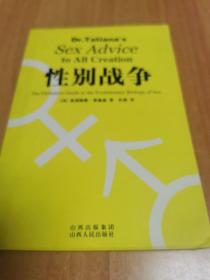 Dr.Tatiana's
Sex Advice
to All Creation
性别战争
The Definitive Guide to the Evolutionary Biology of Sex
山西出版集团
山西人民出版社